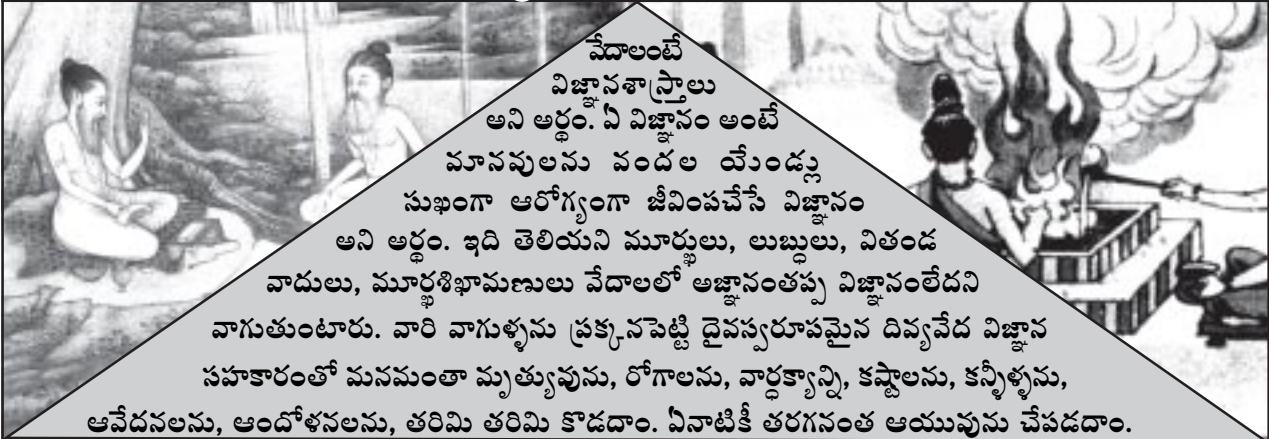 వేదాలంటే
విజ్ఞానశాస్త్రాలు
అని అర్థం. ఏ విజ్ఞానం అంటే
మానవులను వందల యేండ్లు
సుఖంగా ఆరోగ్యంగా జీవింపచేసే విజ్ఞానం
అని అర్థం. ఇది తెలియని మూర్ఖులు, లుబ్ధులు, వితండ
వాదులు, మూర్ఖశిఖామణులు వేదాలలో అజ్ఞానంతప్ప విజ్ఞానంలేదని
వాగుతుంటారు. వారి వాగుళ్ళను ప్రక్కనపెట్టి దైవస్వరూపమైన దివ్యవేద విజ్ఞాన
సహకారంతో మనమంతా మృత్యువును, రోగాలను, వార్ధక్యాన్ని, కష్టాలను, కన్నీళ్ళను,
ఆవేదనలను, ఆందోళనలను, తరిమి తరిమి కొడదాం. ఏనాటికీ తరగనంత ఆయువును చేపడదాం.